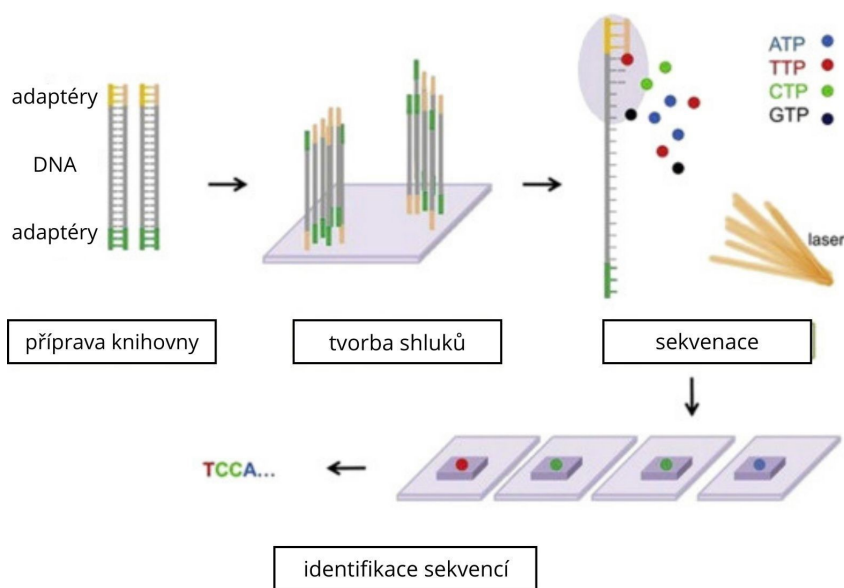 adaptéry
DNA
adaptéry
ATP
TTP
CTP
GTP
laser
příprava knihovny
tvorba shluků
sekvenace
TCCA...
identifikace sekvencí